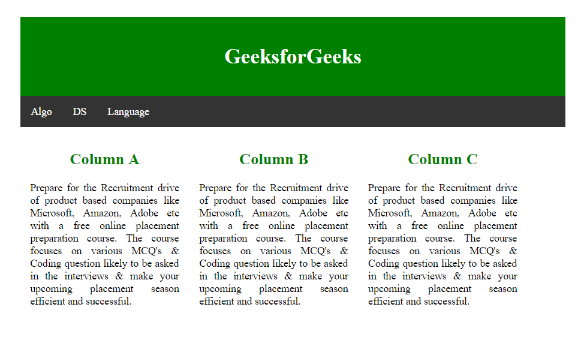 GeeksforGeeks
Algo DS Language
Column A
Prepare for the Recruitment drive
of product based companies like
Microsoft, Amazon, Adobe etc
with a free online placement
preparation course. The course
focuses on various MCQ's &
Coding question likely to be asked
in the interviews & make your
upcoming placement season
efficient and successful.
Column B
Prepare for the Recruitment drive
of product based companies like
Microsoft, Amazon, Adobe etc
with a free online placement
preparation course. The course
focuses on various MCQ's &
Coding question likely to be asked
in the interviews & make your
upcoming placement season
efficient and successful.
Column C
Prepare for the Recruitment drive
of product based companies like
Microsoft, Amazon, Adobe etc
with a free online placement
preparation course. The course
focuses on various MCQ's &
Coding question likely to be asked
in the interviews & make your
upcoming placement season
efficient and successful.